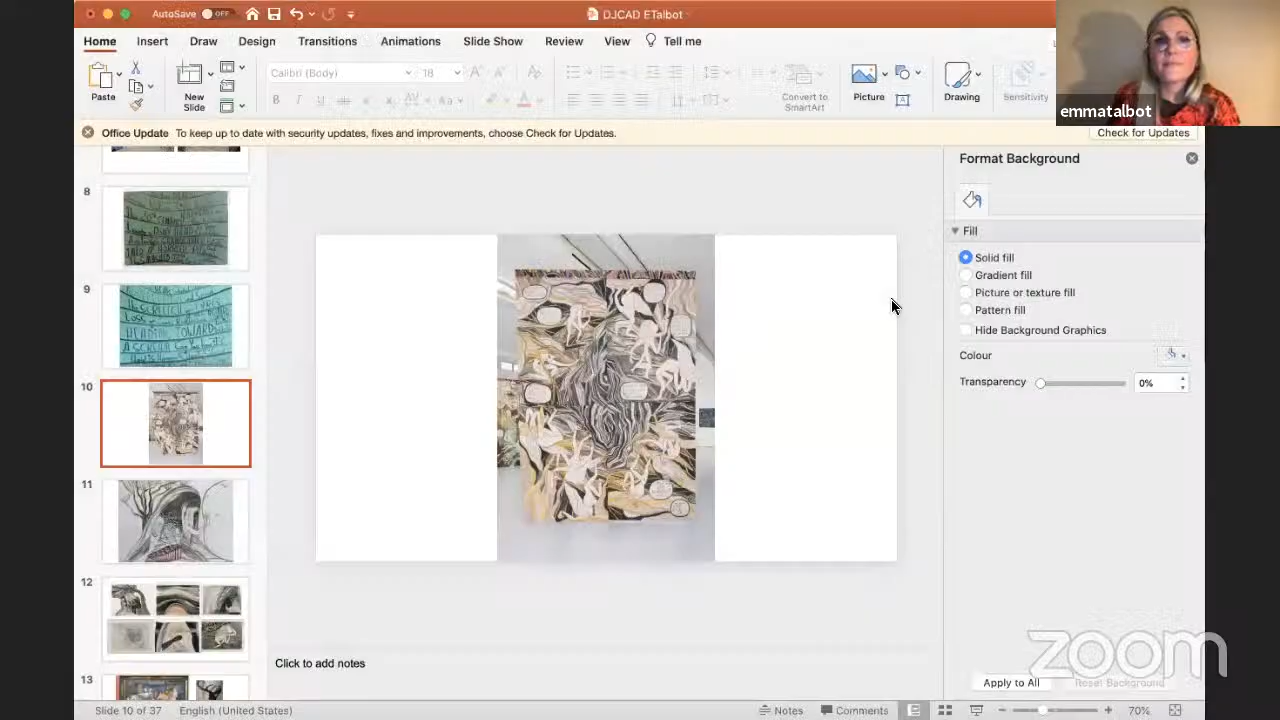 AutoSave OFF DJCAD ETalbot
Home Insert Draw Design Transitions Animations Slide Show Review View Tell me
Calibri (Body) 18
Paste New Slide Convert to SmartArt Picture Drawing Sensitivity
emmatalbot
Office Update To keep up to date with security updates, fixes and improvements, choose Check for Updates. Check for Updates
Format Background
8
Fill
Solid fill
Gradient fill
9
Picture or texture fill
Pattern fill
HEADING TOWARDS
Hide Background Graphics
A SCREECH
Colour
Transparency 0%
10
11
12
13
Click to add notes
zoom
Apply to All Reset Background
Slide 10 of 37 English (United States) Notes Comments 70%